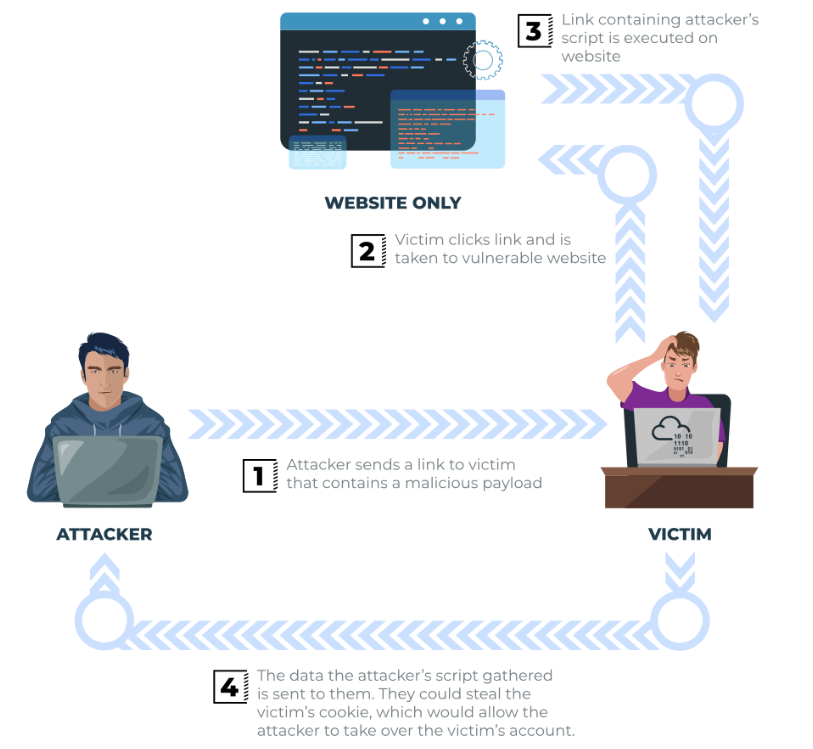 3
Link containing attacker's
script is executed on
website
WEBSITE ONLY
2
Victim clicks link and is
taken to vulnerable website
10 10
1110
1
Attacker sends a link to victim
that contains a malicious payload
ATTACKER
VICTIM
4
The data the attacker's script gathered
is sent to them. They could steal the
victim's cookie, which would allow the
attacker to take over the victim's account.